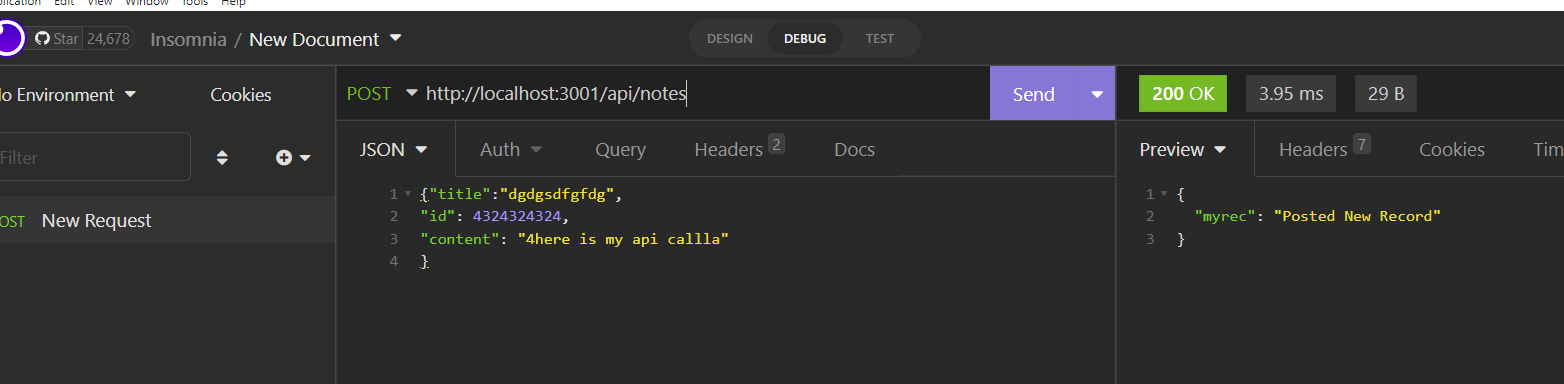 Edit View Window Tools Help
Star 24,678 Insomnia / New Document DESIGN DEBUG TEST
No Environment Cookies
POST http://localhost:3001/api/notes Send 200 OK 3.95 ms 29 B
Filter
JSON Auth Query Headers 2 Docs
Preview Headers 7 Cookies Tim
OST New Request
1 {"title":"dgdgsdfgfdg",
2 "id": 4324324324,
3 "content": "4here is my api callla"
4 }
1 {
2 "myrec": "Posted New Record"
3 }